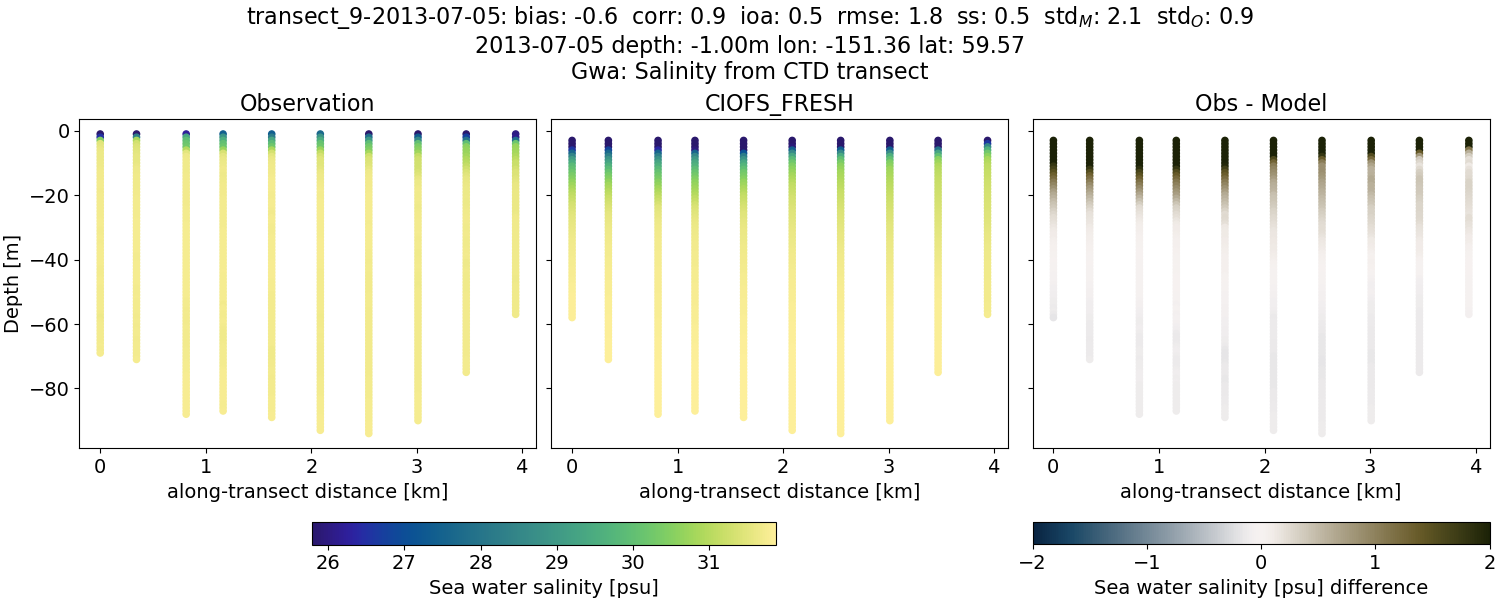 transect_9-2013-07-05: bias: -0.6 corr: 0.9 ioa: 0.5 rmse: 1.8 ss: 0.5 std_M: 2.1 std_O: 0.9
2013-07-05 depth: -1.00m lon: -151.36 lat: 59.57
Gwa: Salinity from CTD transect
Observation
CIOFS_FRESH
Obs - Model
Depth [m]
0
−20
−40
−60
−80
0 1 2 3 4
0 1 2 3 4
0 1 2 3 4
along-transect distance [km]
along-transect distance [km]
along-transect distance [km]
26 27 28 29 30 31
Sea water salinity [psu]
−2 −1 0 1 2
Sea water salinity [psu] difference